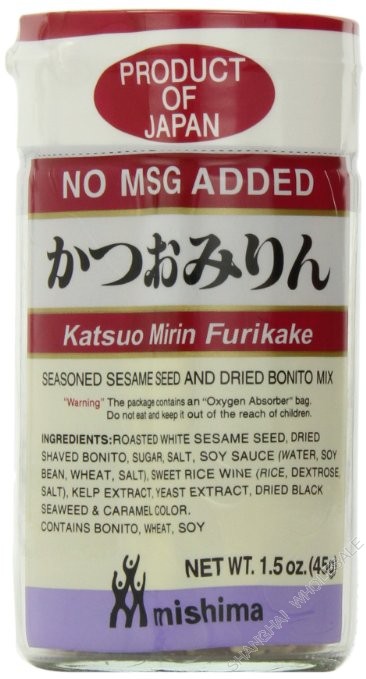 PRODUCT
OF
JAPAN
NO MSG ADDED
かつおみりん
Katsuo Mirin Furikake
SEASONED SESAME SEED AND DRIED BONITO MIX
"Warning" The package contains an "Oxygen Absorber" bag.
Do not eat and keep it out of the reach of children.
INGREDIENTS:ROASTED WHITE SESAME SEED, DRIED
SHAVED BONITO, SUGAR, SALT, SOY SAUCE (WATER, SOY
BEAN, WHEAT, SALT), SWEET RICE WINE (RICE, DEXTROSE,
SALT), KELP EXTRACT, YEAST EXTRACT, DRIED BLACK
SEAWEED & CARAMEL COLOR.
CONTAINS BONITO, WHEAT, SOY
NET WT. 1.5 oz. (45g)
mishima
SHANGHAI WHOLESALE